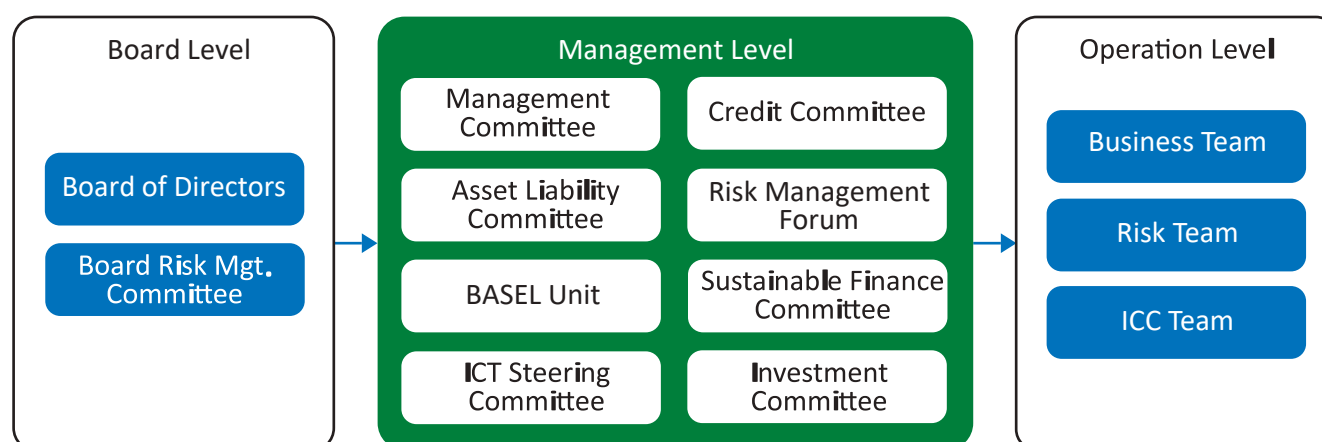 Board Level
Board of Directors
Board Risk Mgt.
Committee
Management Level
Management
Committee
Credit Committee
Asset Liability
Committee
Risk Management
Forum
BASEL Unit
Sustainable Finance
Committee
ICT Steering
Committee
Investment
Committee
Operation Level
Business Team
Risk Team
ICC Team